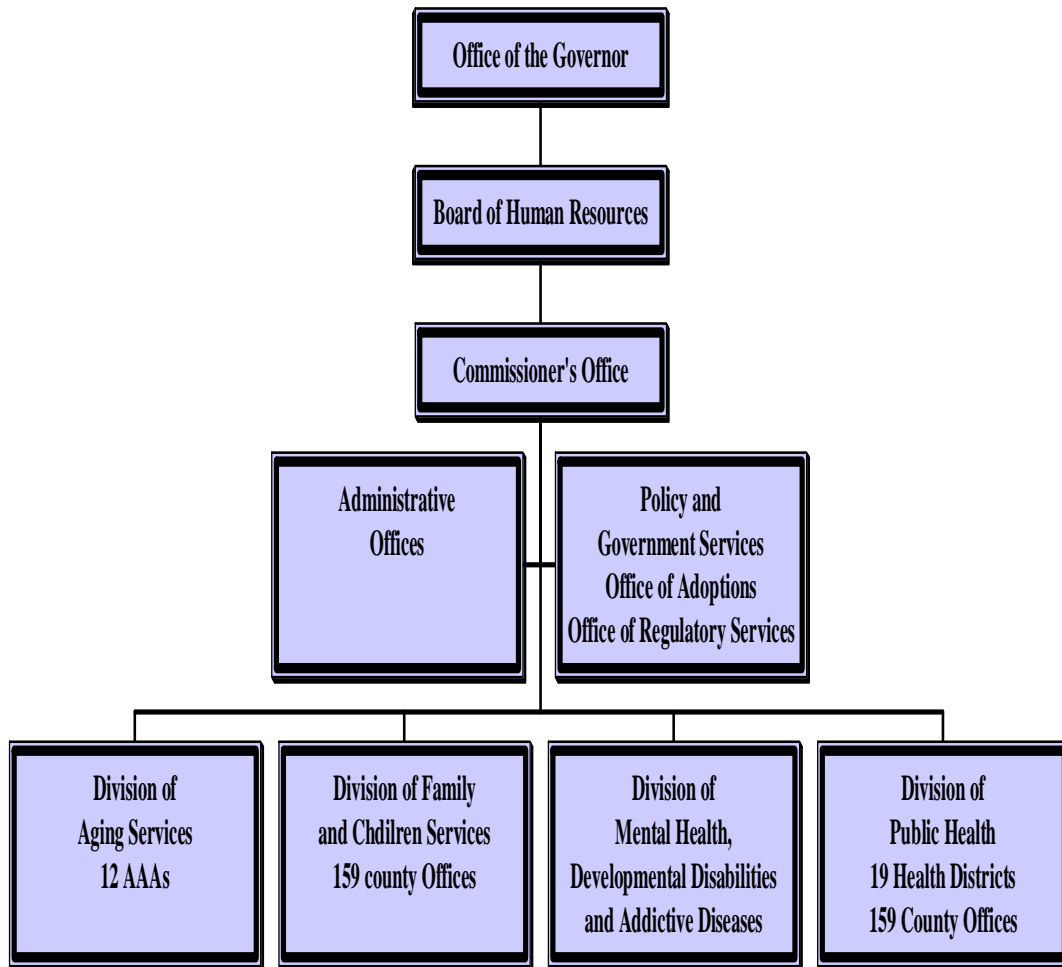 Office of the Governor
Board of Human Resources
Commissioner's Office
Administrative
Offices
Policy and
Government Services
Office of Adoptions
Office of Regulatory Services
Division of
Aging Services
12 AAAs
Division of Family
and Chdilren Services
159 county Offices
Division of
Mental Health,
Developmental Disabilities
and Addictive Diseases
Division of
Public Health
19 Health Districts
159 County Offices